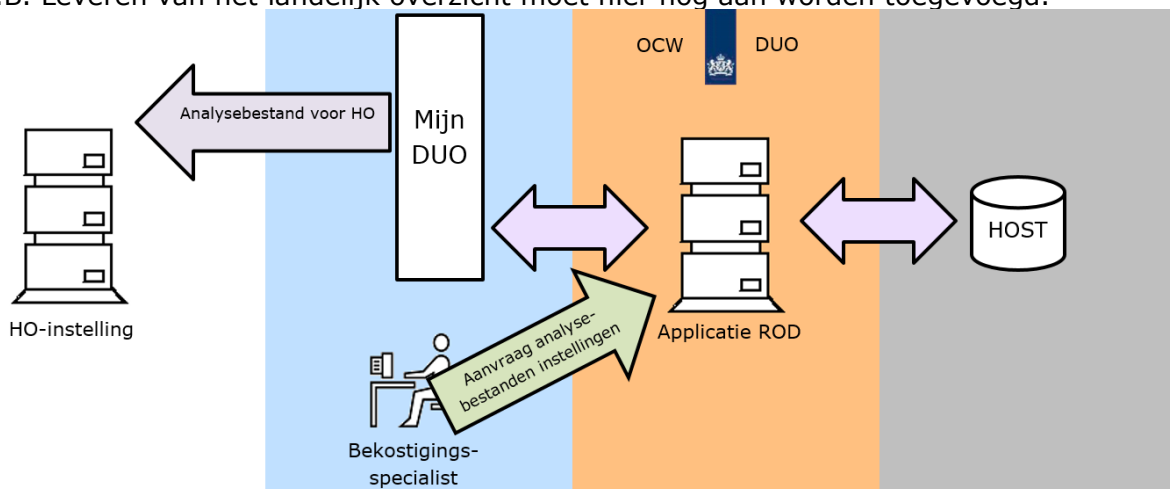 .B. Leveren van het landelijk overzicht moet hier nog aan worden toegevoegd.
OCW DUO
Analysebestand voor HO
Mijn
DUO
HOST
HO-instelling
Applicatie ROD
Aanvraag analyse-
bestanden instellingen
Bekostigings-
specialist